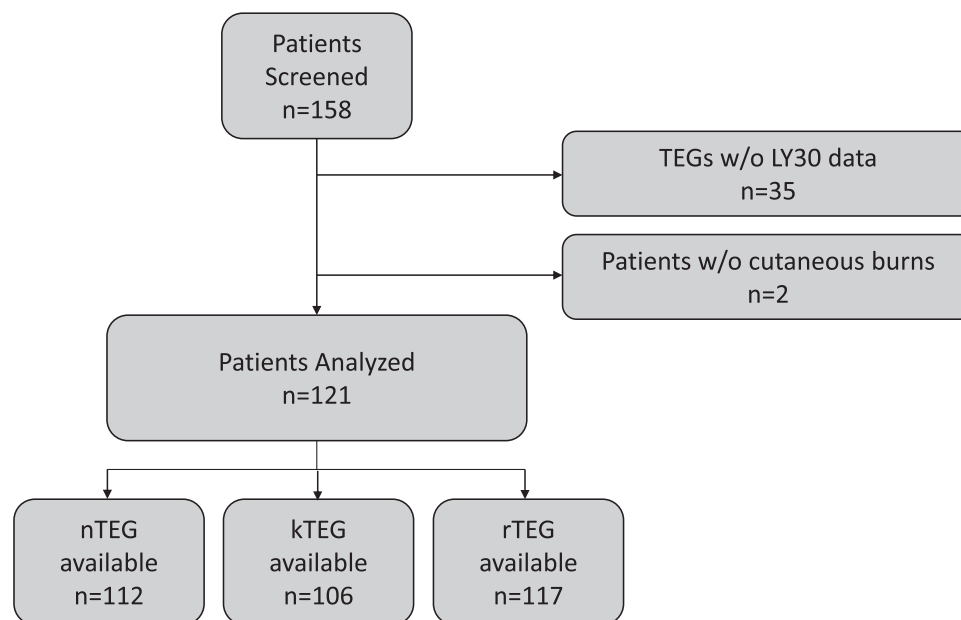 Patients
Screened
n=158
TEGs w/o LY30 data
n=35
Patients w/o cutaneous burns
n=2
Patients Analyzed
n=121
nTEG
available
n=112
kTEG
available
n=106
rTEG
available
n=117